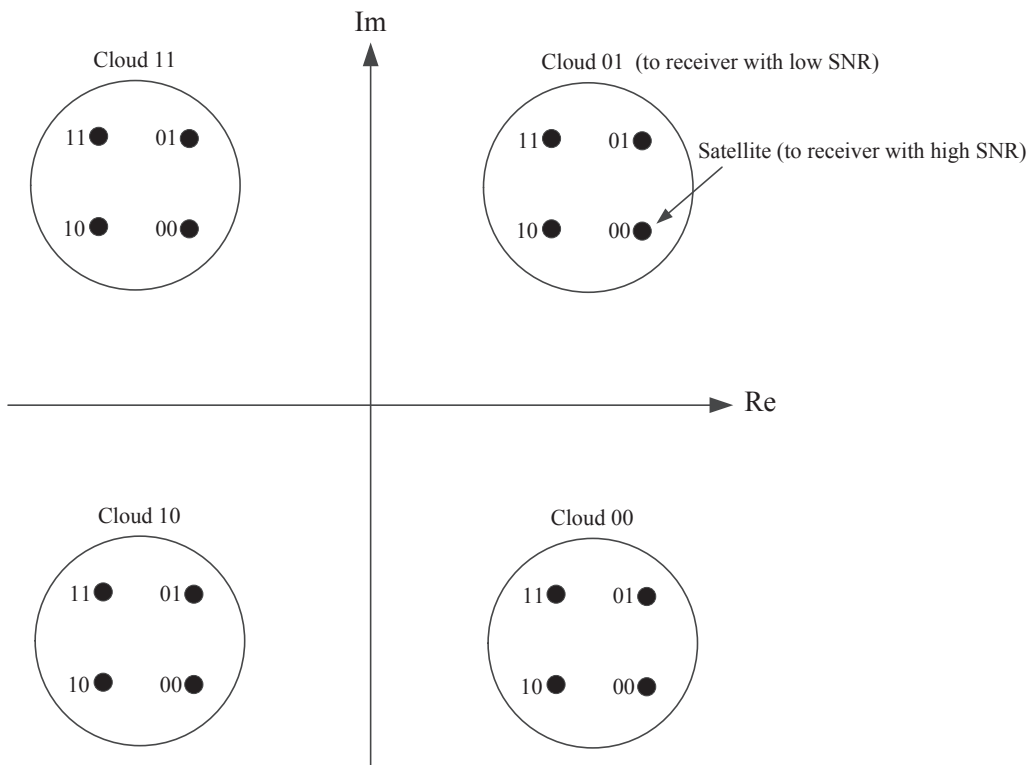 Im
Cloud 11
Cloud 01 (to receiver with low SNR)
11 01
11 01
Satellite (to receiver with high SNR)
10 00
10 00
Re
Cloud 10
Cloud 00
11 01
11 01
10 00
10 00